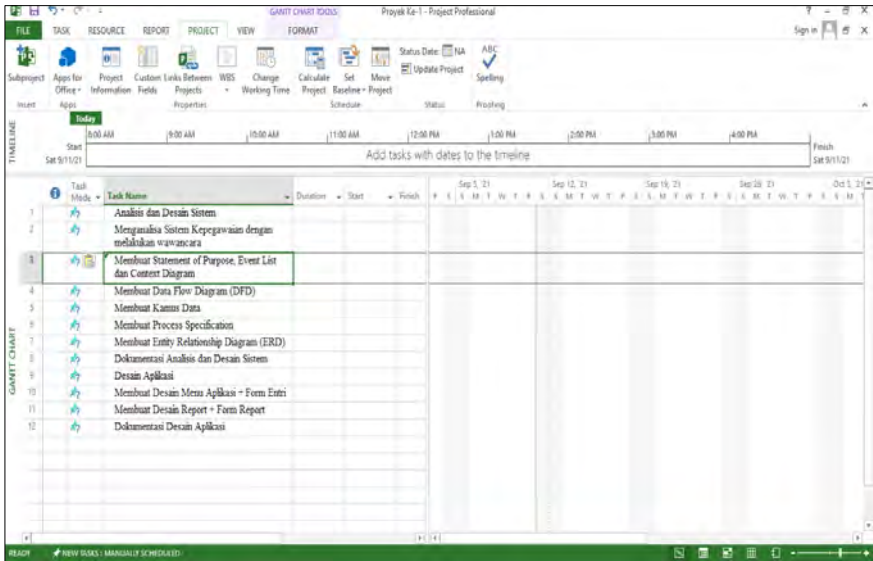 GANTT CHART TOOLS
Proyek Ke-1 - Project Professional
FILE TASK RESOURCE REPORT PROJECT VIEW FORMAT
Sign in
Subproject
Apps for Office
Project Information
Custom Fields
Links Between Projects
WBS
Change Working Time
Calculate Project
Set Baseline
Move Project
Status Date: NA
Update Project
ABC
Spelling
Insert Apps Properties Schedule Status Proofing
TIMELINE
Today
8:00 AM 9:00 AM 10:00 AM 11:00 AM 12:00 PM 1:00 PM 2:00 PM 3:00 PM 4:00 PM
Start
Sat 9/11/21
Add tasks with dates to the timeline
Finish
Sat 9/11/21
GANTT CHART
Task Mode
Task Name
Duration Start Finish
Sep 5, '21 Sep 12, '21 Sep 19, '21 Sep 26, '21 Oct 3, '21
1 Analisis dan Desain Sistem
2 Menganalisa Sistem Kepegawaian dengan
melakukan wawancara
3 Membuat Statement of Purpose, Event List
dan Context Diagram
4 Membuat Data Flow Diagram (DFD)
5 Membuat Kamus Data
6 Membuat Process Specification
7 Membuat Entity Relationship Diagram (ERD)
8 Dokumentasi Analisis dan Desain Sistem
9 Desain Aplikasi
10 Membuat Desain Menu Aplikasi + Form Entri
11 Membuat Desain Report + Form Report
12 Dokumentasi Desain Aplikasi
READY
NEW TASKS : MANUALLY SCHEDULED